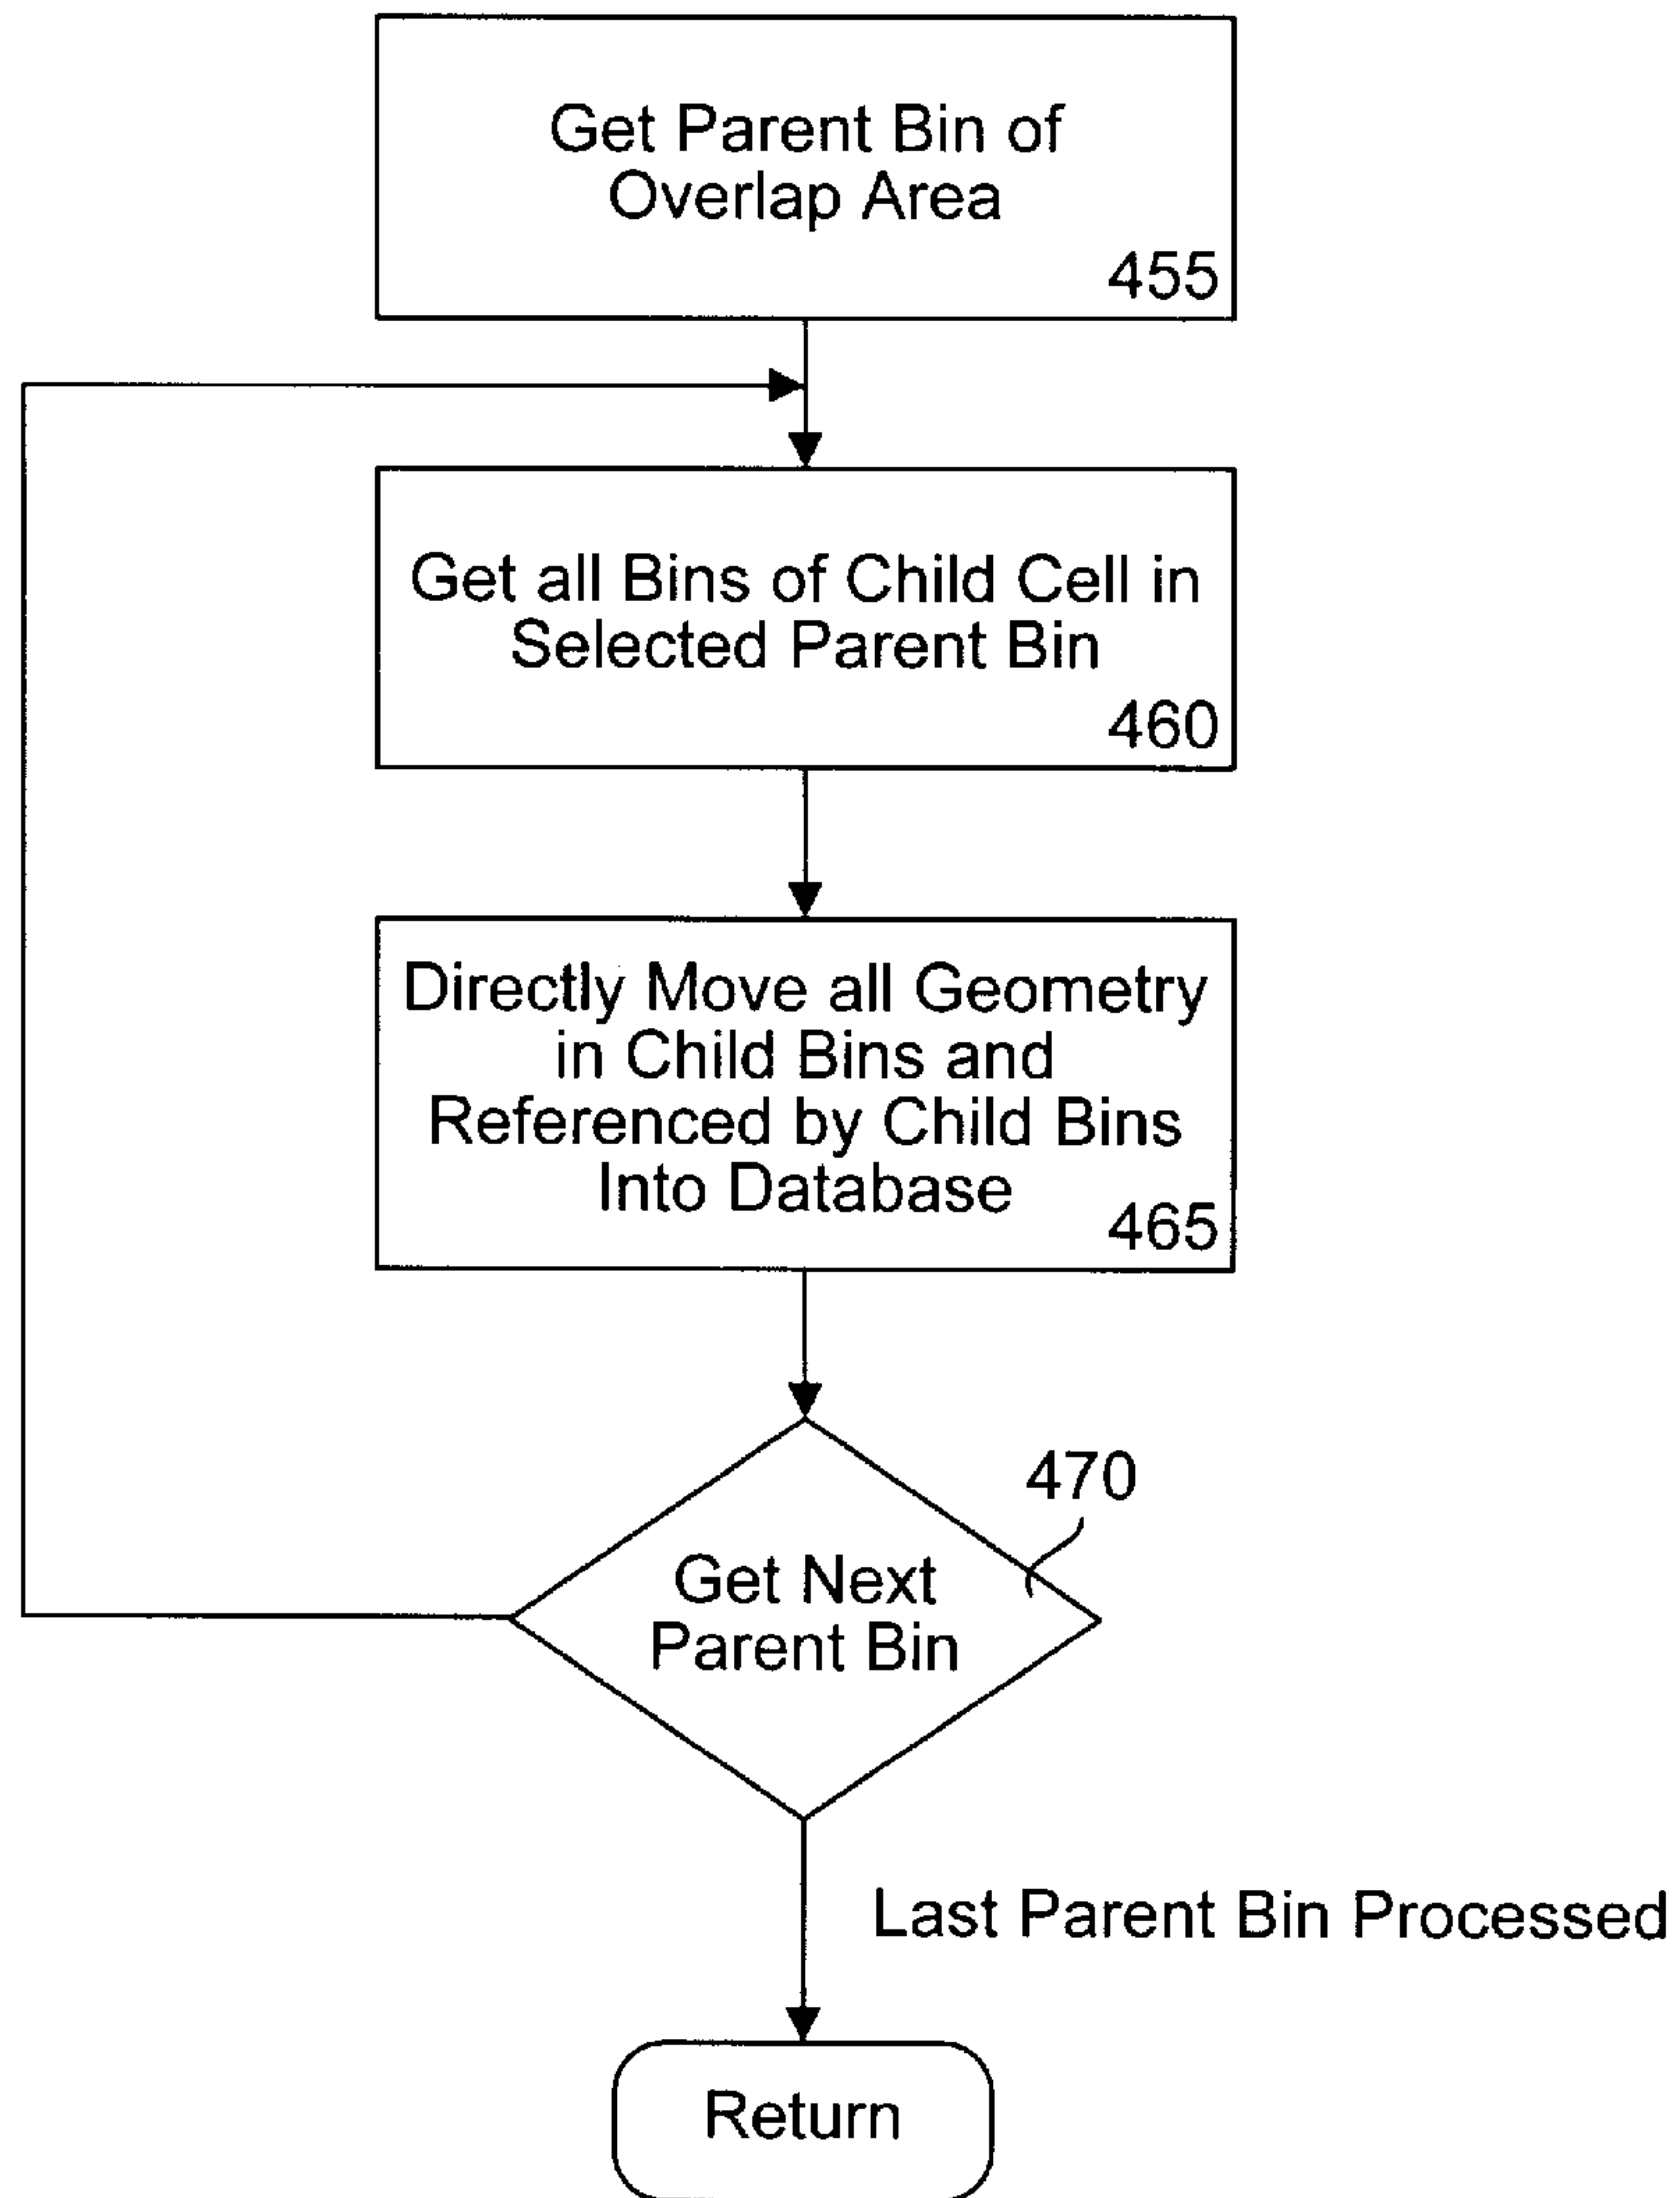 Get Parent Bin of
Overlap Area
455
Get all Bins of Child Cell in
Selected Parent Bin
460
Directly Move all Geometry
in Child Bins and
Referenced by Child Bins
Into Database
465
470
Get Next
Parent Bin
Last Parent Bin Processed
Return